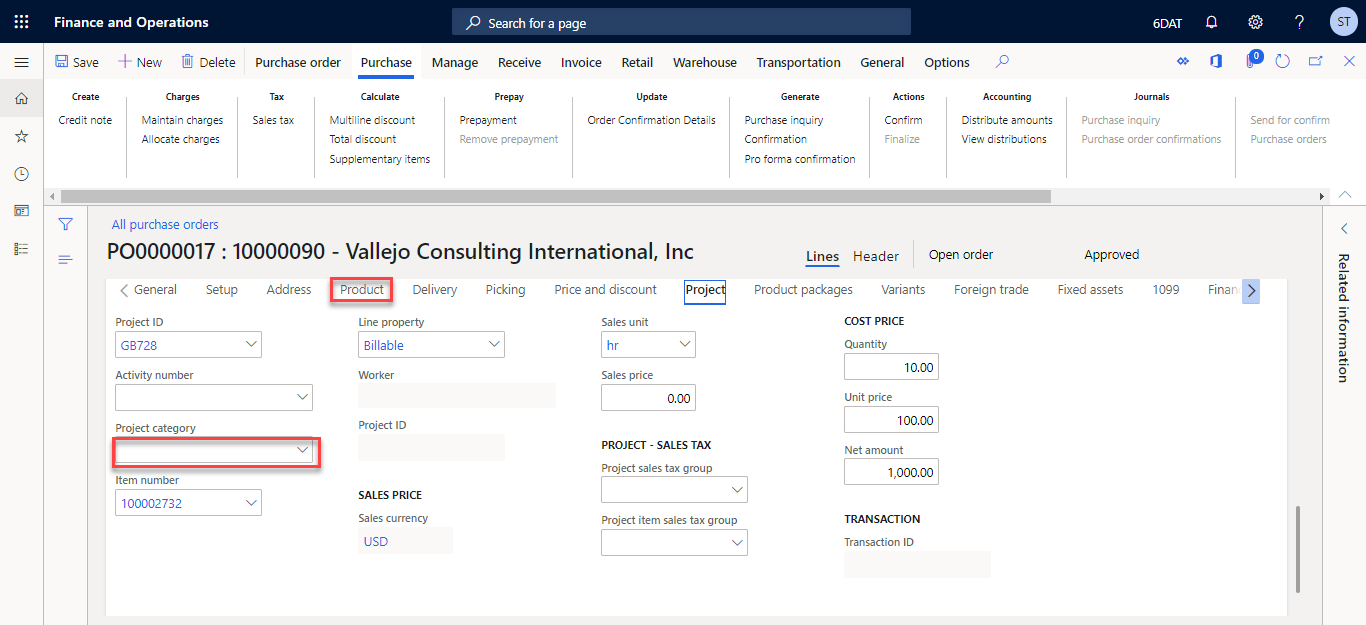 Finance and Operations
Search for a page
6DAT
?
ST
Save
New
Delete
Purchase order
Purchase
Manage
Receive
Invoice
Retail
Warehouse
Transportation
General
Options
0
Create
Credit note
Charges
Maintain charges
Allocate charges
Tax
Sales tax
Calculate
Multiline discount
Total discount
Supplementary items
Prepay
Prepayment
Remove prepayment
Update
Order Confirmation Details
Generate
Purchase inquiry
Confirmation
Pro forma confirmation
Actions
Confirm
Finalize
Accounting
Distribute amounts
View distributions
Journals
Purchase inquiry
Purchase order confirmations
Send for confirm
Purchase orders
All purchase orders
PO0000017 : 10000090 - Vallejo Consulting International, Inc
Lines
Header
Open order
Approved
General
Setup
Address
Product
Delivery
Picking
Price and discount
Project
Product packages
Variants
Foreign trade
Fixed assets
1099
Finan
Project ID
GB728
Activity number
Project category
Item number
100002732
Line property
Billable
Worker
Project ID
SALES PRICE
Sales currency
USD
Sales unit
hr
Sales price
0.00
PROJECT - SALES TAX
Project sales tax group
Project item sales tax group
COST PRICE
Quantity
10.00
Unit price
100.00
Net amount
1,000.00
TRANSACTION
Transaction ID
Related information